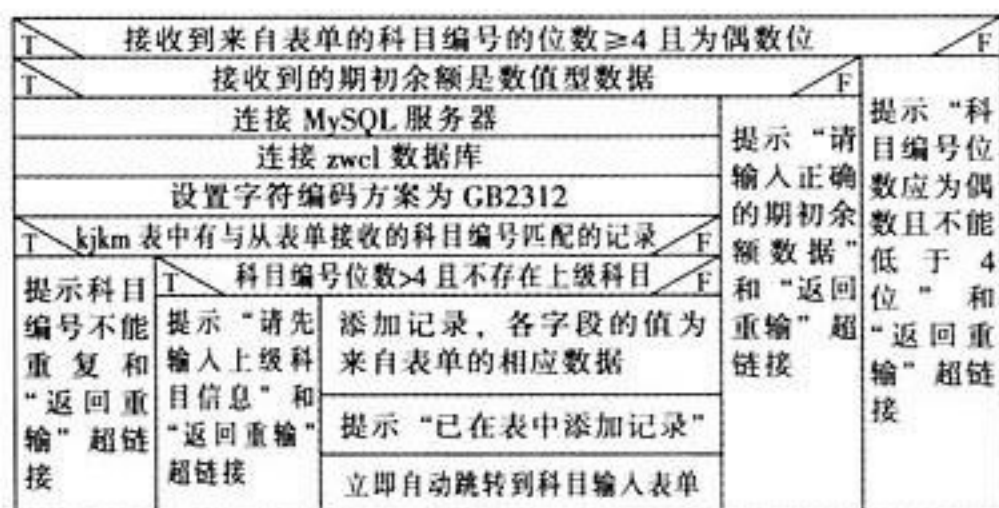 T
接收到来自表单的科目编号的位数≥4且为偶数位
F
T
接收到的期初余额是数值型数据
F
连接 MySQL 服务器
连接 zwcl 数据库
设置字符编码方案为 GB2312
T
kjkm 表中有与从表单接收的科目编号匹配的记录
F
提示科目
编号不能
重复和
“返回重
输”超链
接
T
科目编号位数>4且不存在上级科目
F
提示“请先
输入上级科
目信息”和
“返回重输”
超链接
添加记录，各字段的值为
来自表单的相应数据
提示“已在表中添加记录”
立即自动跳转到科目输入表单
提示“请
输入正确
的期初余
额数据”
和“返回
重输”超
链接
提示“科
目编号位
数应为偶
数且不能
低于4
位”和
“返回重
输”超链
接